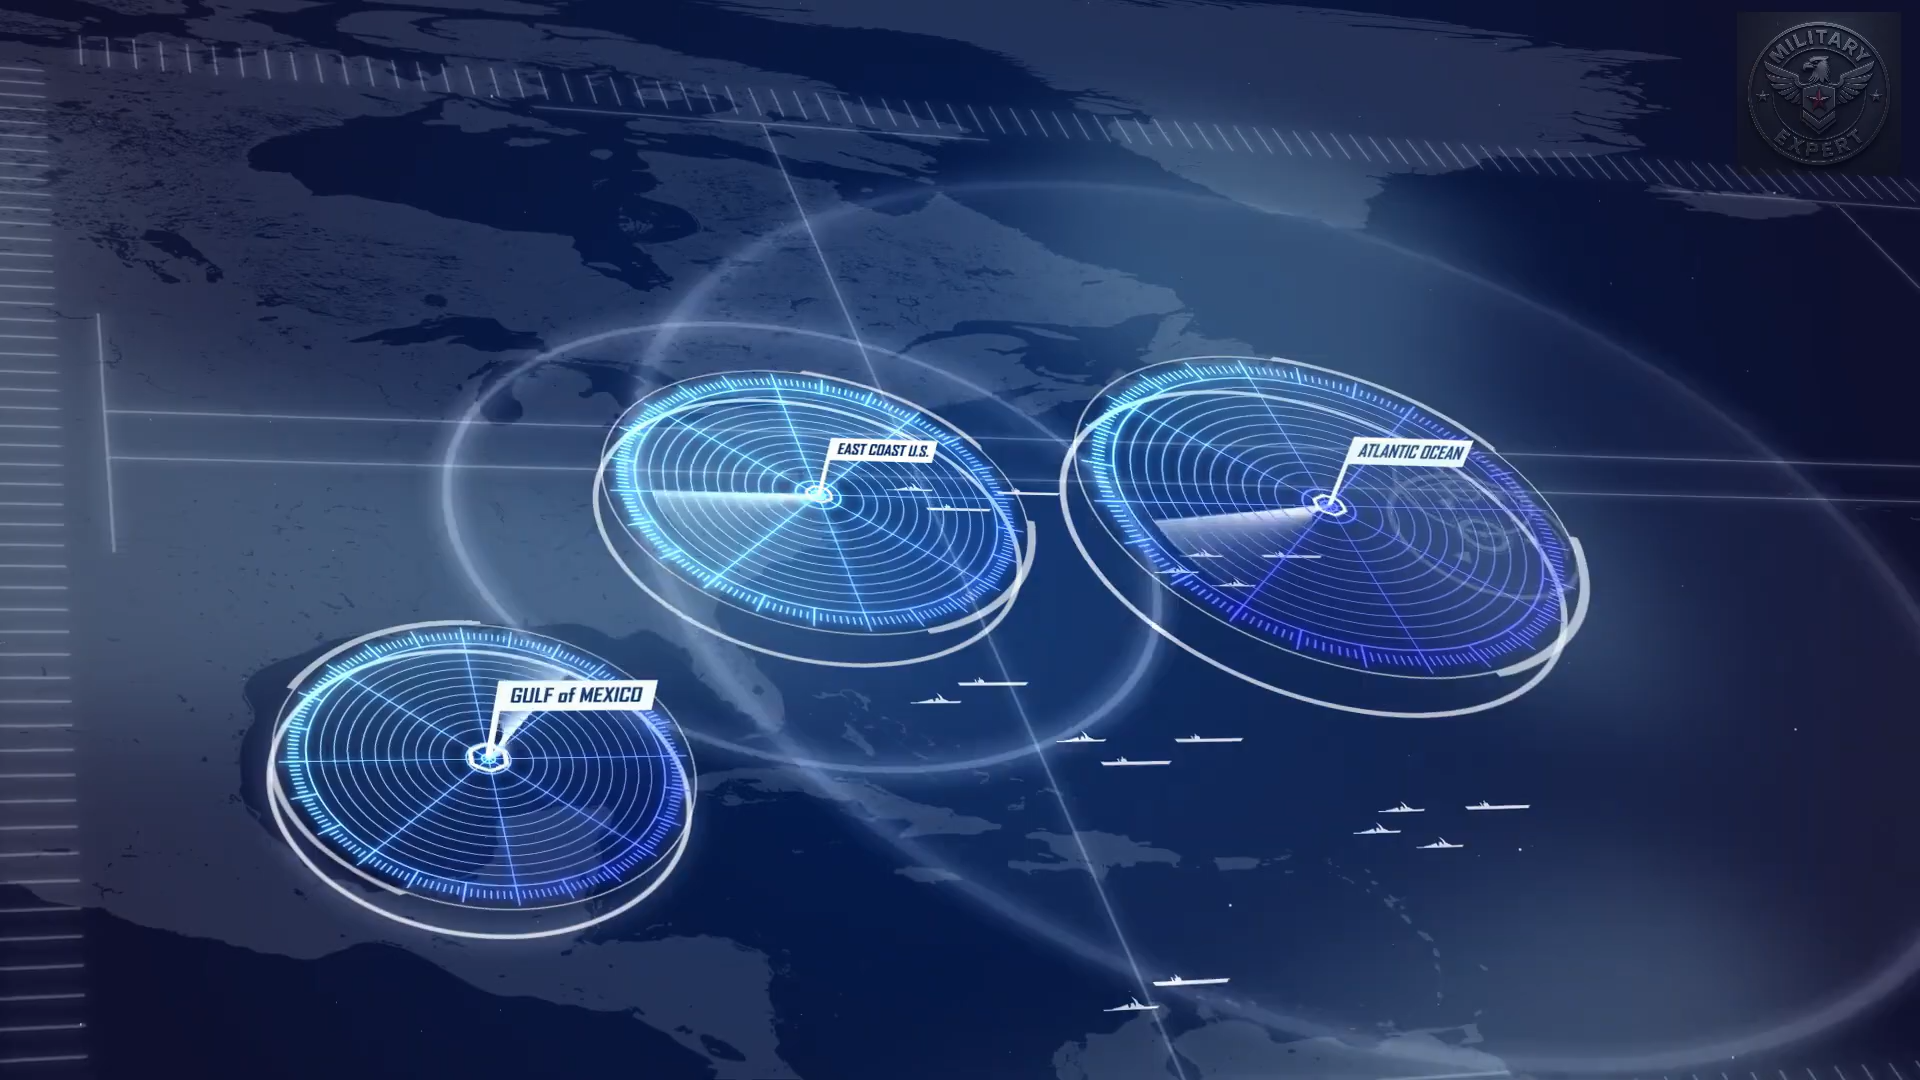 MILITARY
EXPERT
EAST COAST U.S.
ATLANTIC OCEAN
GULF of MEXICO